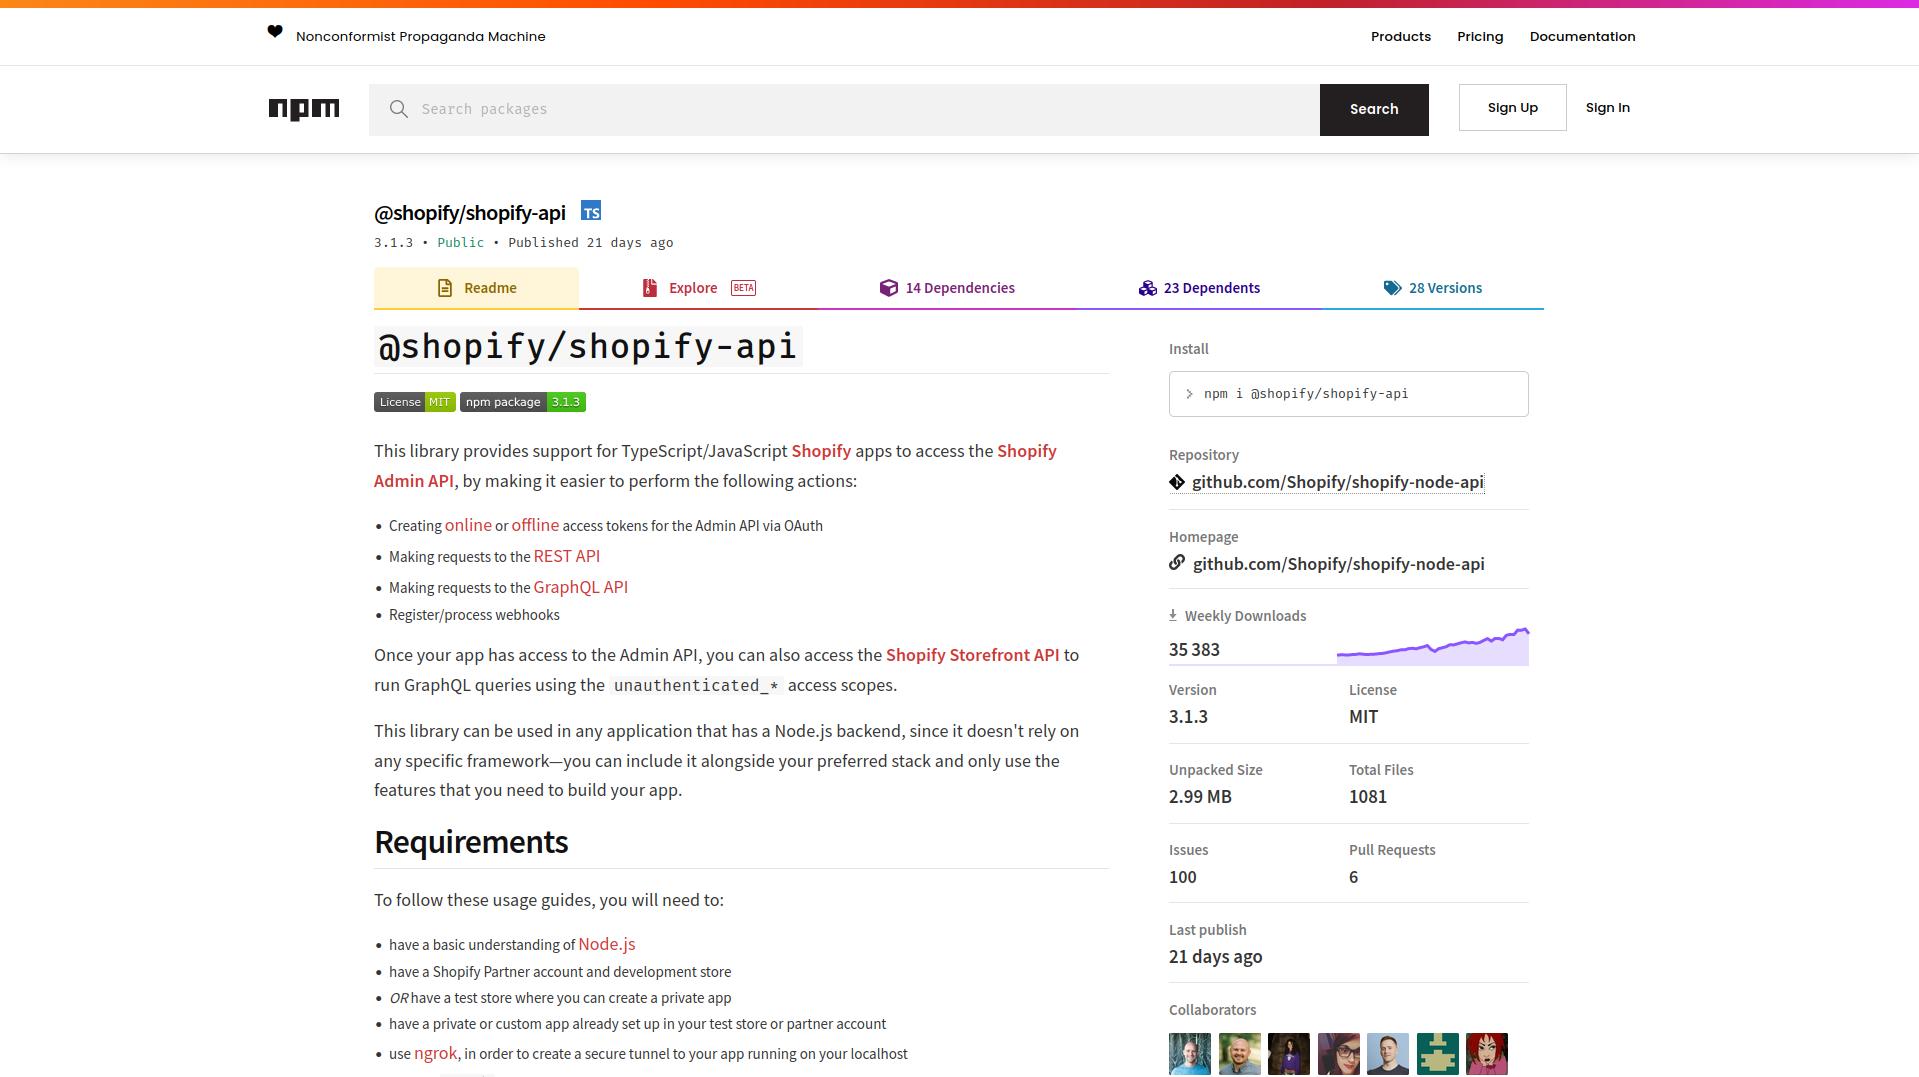 Nonconformist Propaganda Machine
Products
Pricing
Documentation
npm
Search packages
Search
Sign Up
Sign In
@shopify/shopify-api TS
3.1.3 • Public • Published 21 days ago
Readme
Explore BETA
14 Dependencies
23 Dependents
28 Versions
@shopify/shopify-api
License MIT npm package 3.1.3
This library provides support for TypeScript/JavaScript Shopify apps to access the Shopify
Admin API, by making it easier to perform the following actions:
• Creating online or offline access tokens for the Admin API via OAuth
• Making requests to the REST API
• Making requests to the GraphQL API
• Register/process webhooks
Once your app has access to the Admin API, you can also access the Shopify Storefront API to
run GraphQL queries using the unauthenticated_* access scopes.
This library can be used in any application that has a Node.js backend, since it doesn't rely on
any specific framework—you can include it alongside your preferred stack and only use the
features that you need to build your app.
Requirements
To follow these usage guides, you will need to:
• have a basic understanding of Node.js
• have a Shopify Partner account and development store
• OR have a test store where you can create a private app
• have a private or custom app already set up in your test store or partner account
• use ngrok, in order to create a secure tunnel to your app running on your localhost
Install
npm i @shopify/shopify-api
Repository
github.com/Shopify/shopify-node-api
Homepage
github.com/Shopify/shopify-node-api
Weekly Downloads
35 383
Version
3.1.3
License
MIT
Unpacked Size
2.99 MB
Total Files
1081
Issues
100
Pull Requests
6
Last publish
21 days ago
Collaborators